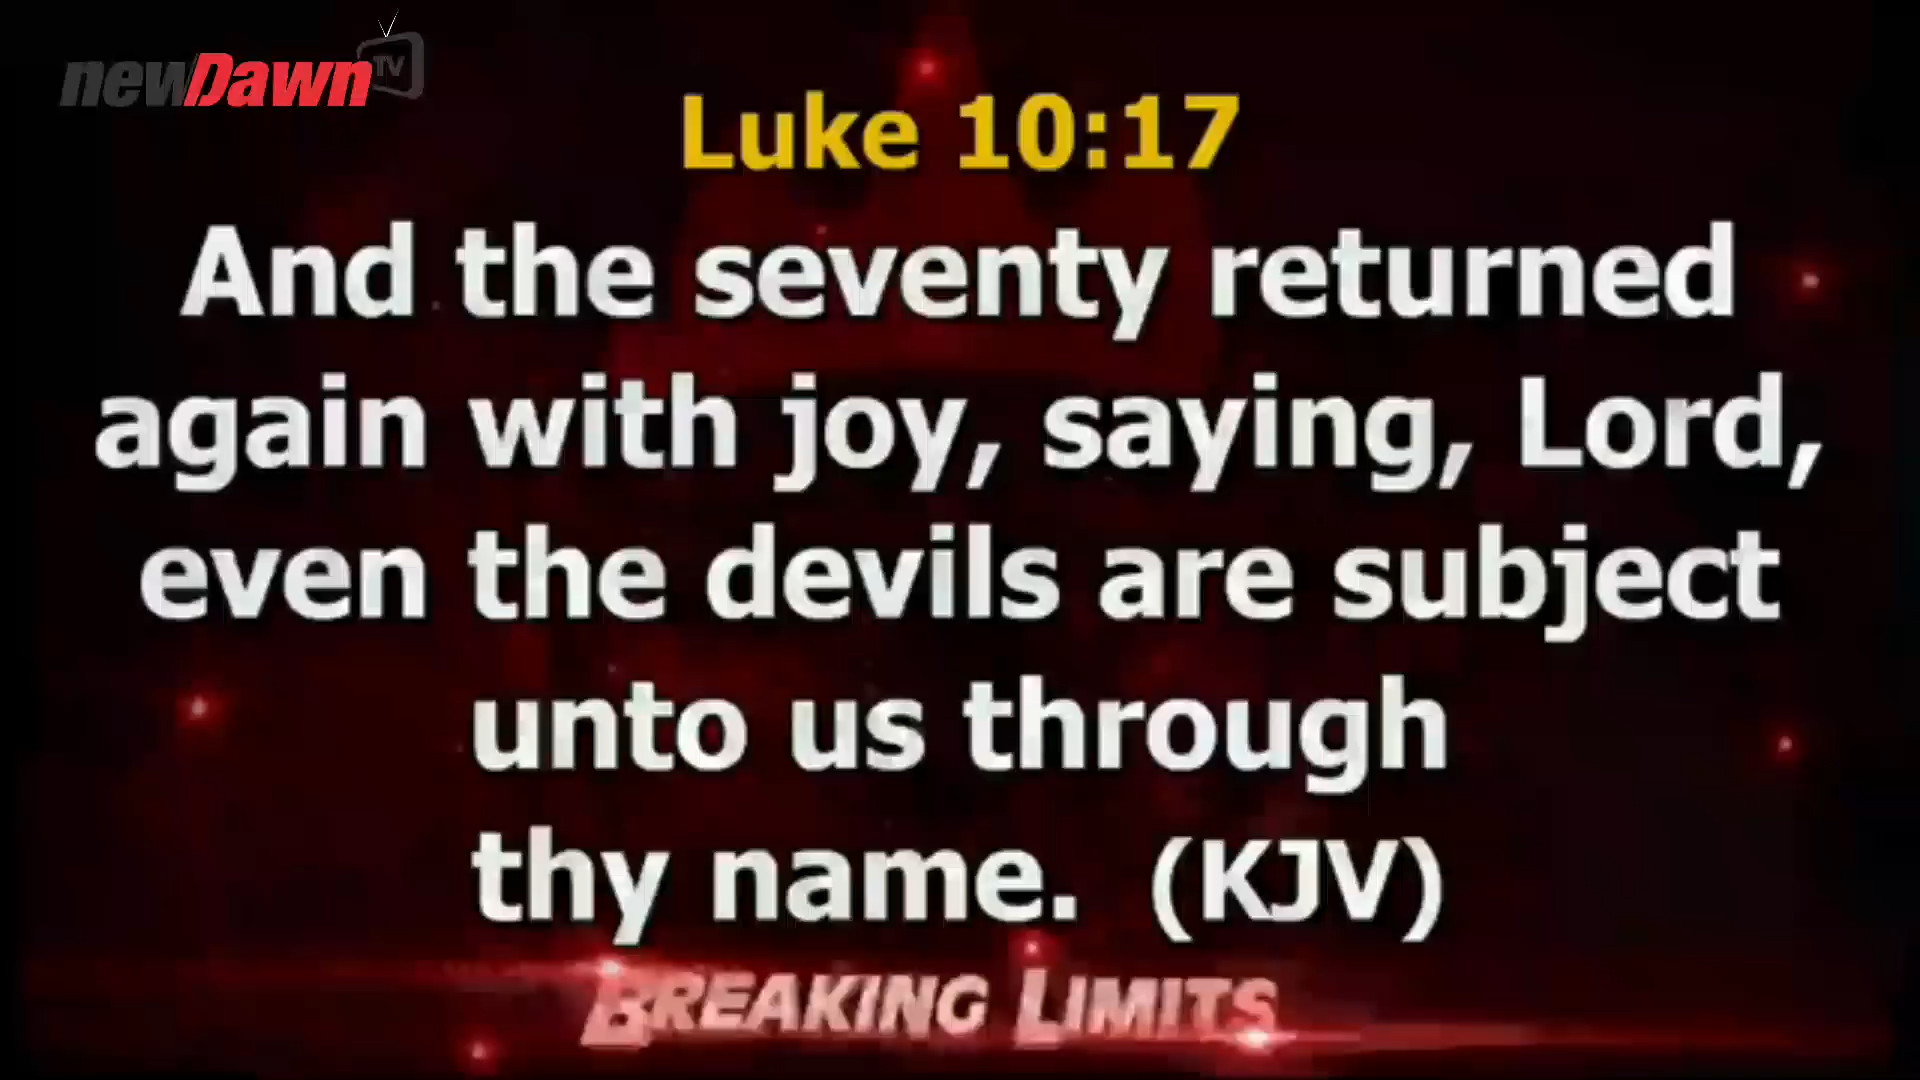 newDawn TV
Luke 10:17
And the seventy returned
again with joy, saying, Lord,
even the devils are subject
unto us through
thy name. (KJV)
BREAKING LIMITS